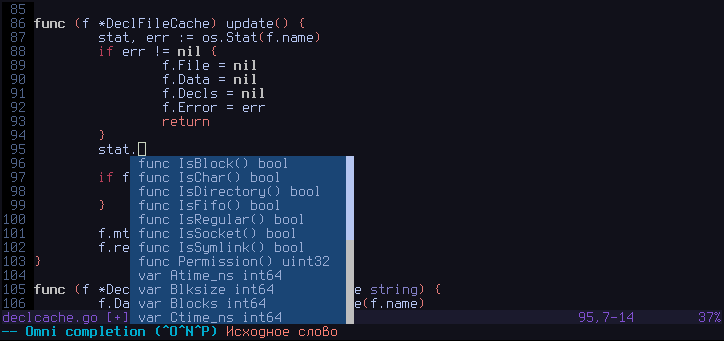 85
86 func (f *DeclFileCache) update() {
87         stat, err := os.Stat(f.name)
88         if err != nil {
89                 f.File = nil
90                 f.Data = nil
91                 f.Decls = nil
92                 f.Error = err
93                 return
94         }
95         stat.
96 func IsBlock() bool
97         if f func IsChar() bool
98 func IsDirectory() bool
99         } func IsFifo() bool
100 func IsRegular() bool
101         f.mt func IsSocket() bool
102         f.re func IsSymlink() bool
103 } func Permission() uint32
104 var Atime_ns int64
105 func (f *Dec var Blksize int64 e string) {
106         f.Da var Blocks int64 e(f.name)
declcache.go [+] var Ctime_ns int64 95,7-14 37%
-- Omni completion (^O^N^P) Исходное слово